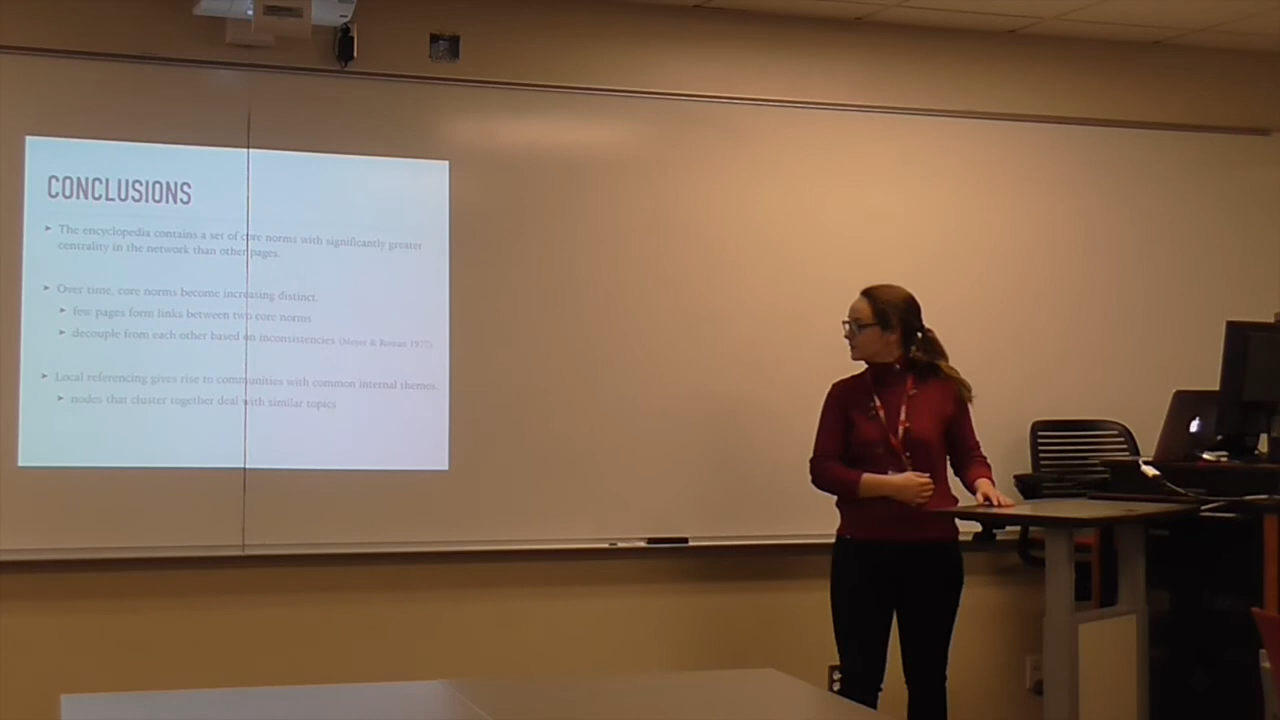 CONCLUSIONS
➤ The encyclopedia contains a set of core norms with significantly greater
centrality in the network than other pages.
➤ Over time, core norms become increasing distinct.
➤ few pages form links between two core norms
➤ decouple from each other based on inconsistencies (Meyer & Rowan 1977)
➤ Local referencing gives rise to communities with common internal themes.
➤ nodes that cluster together deal with similar topics